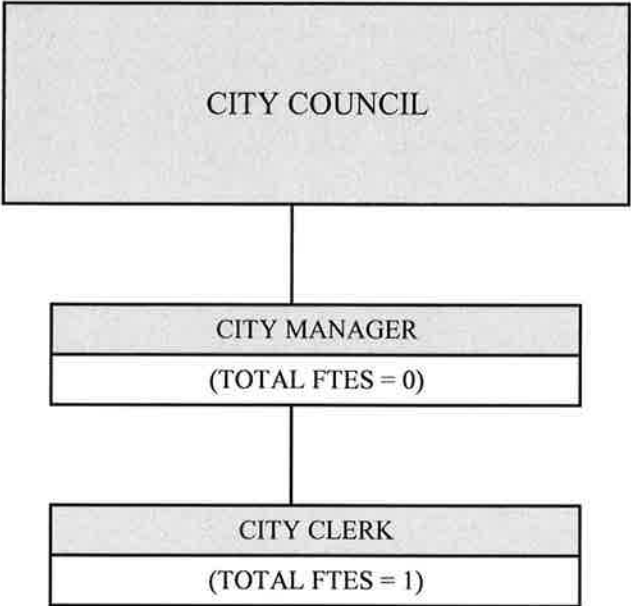 CITY COUNCIL
CITY MANAGER
(TOTAL FTES = 0)
CITY CLERK
(TOTAL FTES = 1)